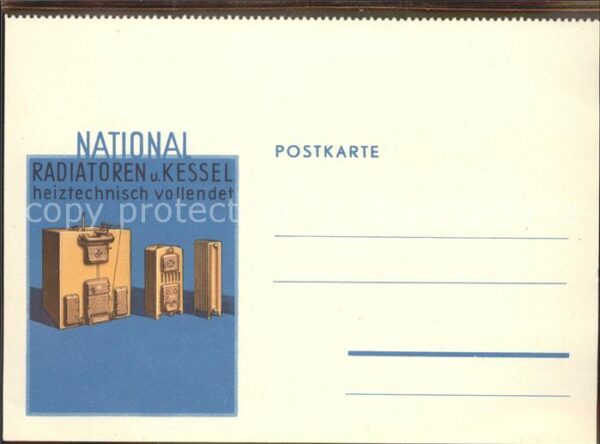 NATIONAL
RADIATOREN u. KESSEL
heiztechnisch vollendet
POSTKARTE
copy protect